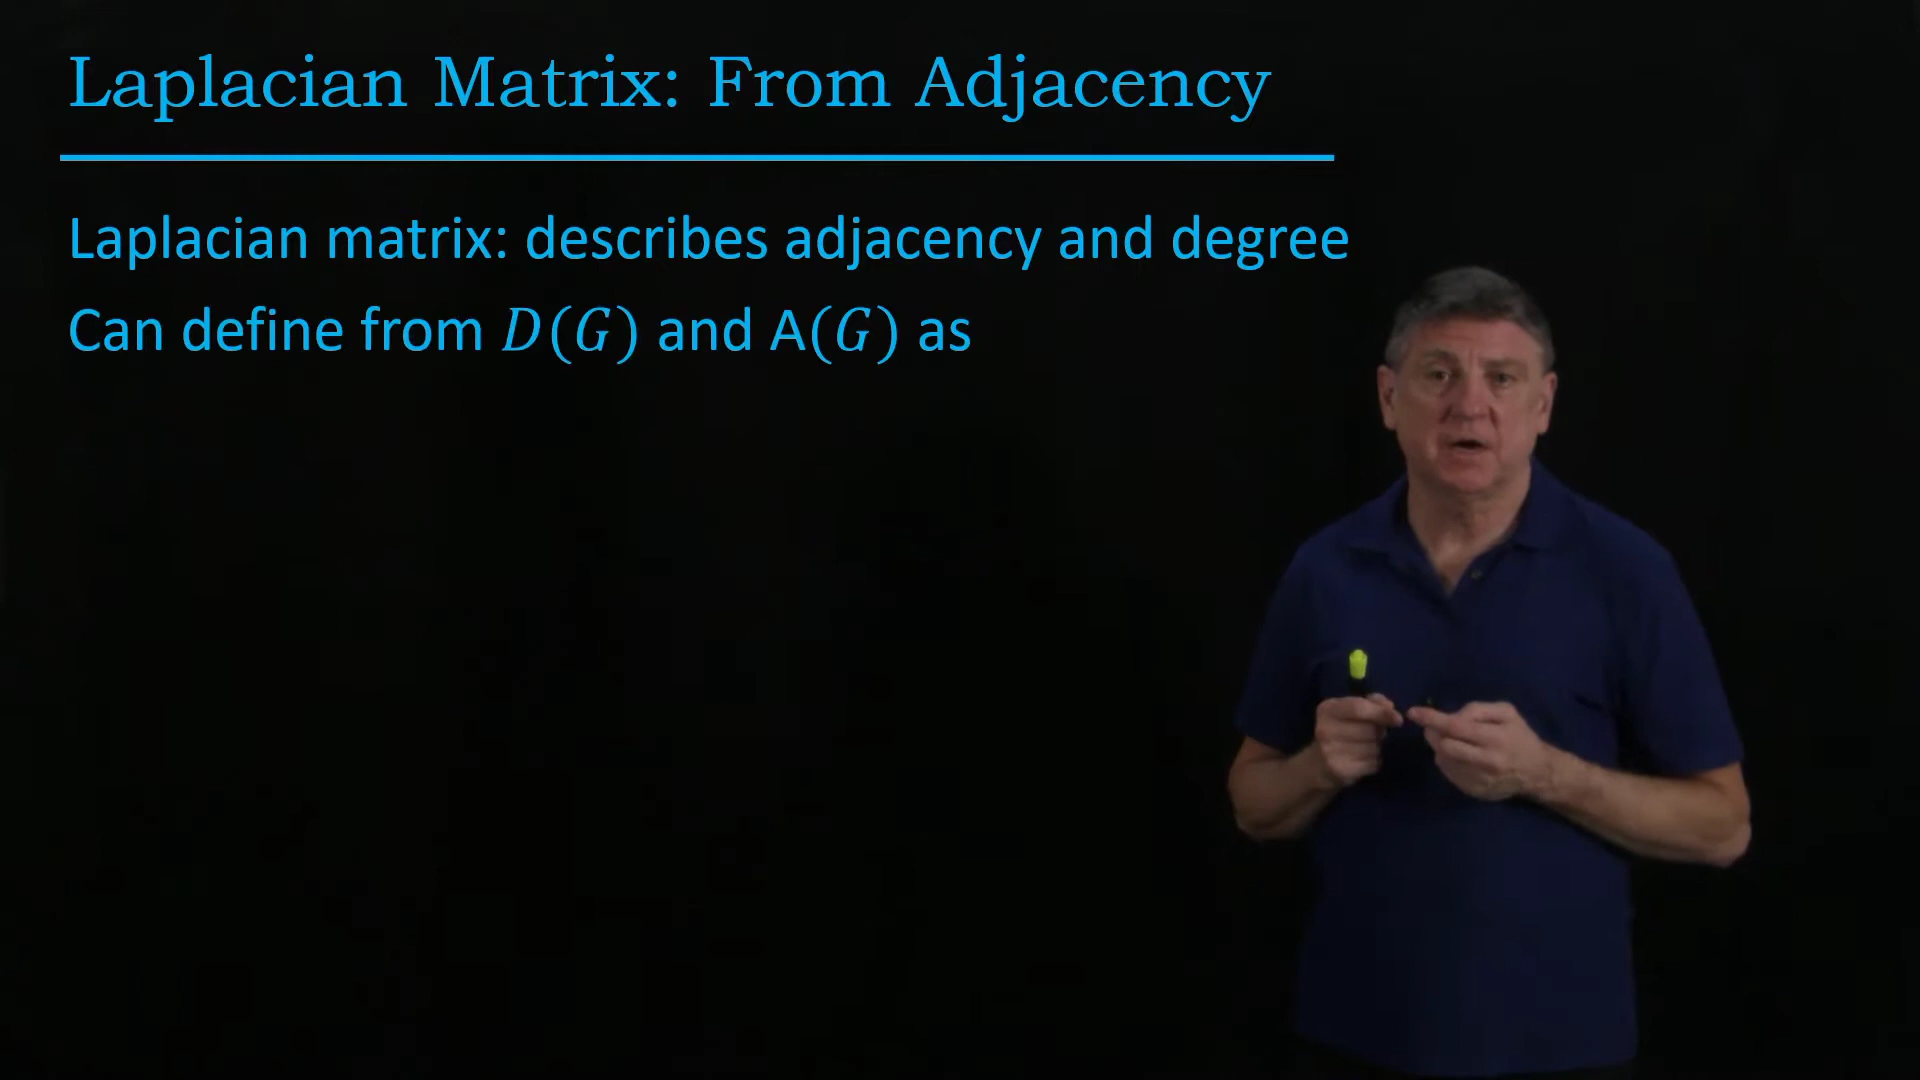 Laplacian Matrix: From Adjacency
Laplacian matrix: describes adjacency and degree
Can define from D(G) and A(G) as